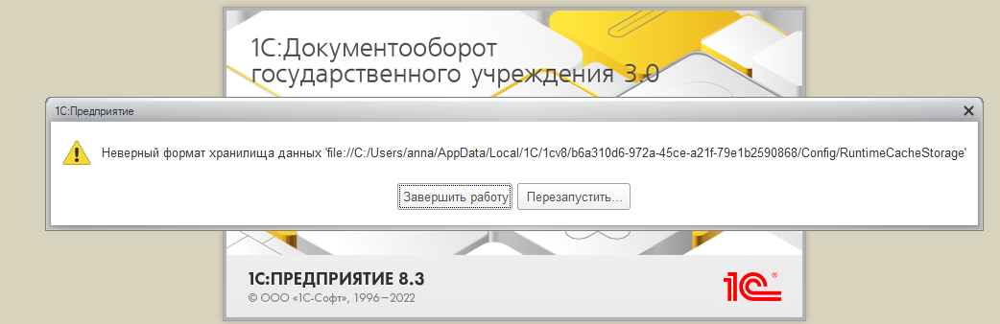 1С:Документооборот
государственного учреждения 3.0
1С:Предприятие
Неверный формат хранилища данных 'file://C:/Users/anna/AppData/Local/1C/1cv8/b6a310d6-972a-45ce-a21f-79e1b2590868/Config/RuntimeCacheStorage'
Завершить работу
Перезапустить...
1С:ПРЕДПРИЯТИЕ 8.3
© ООО «1С-Софт», 1996–2022
1С®